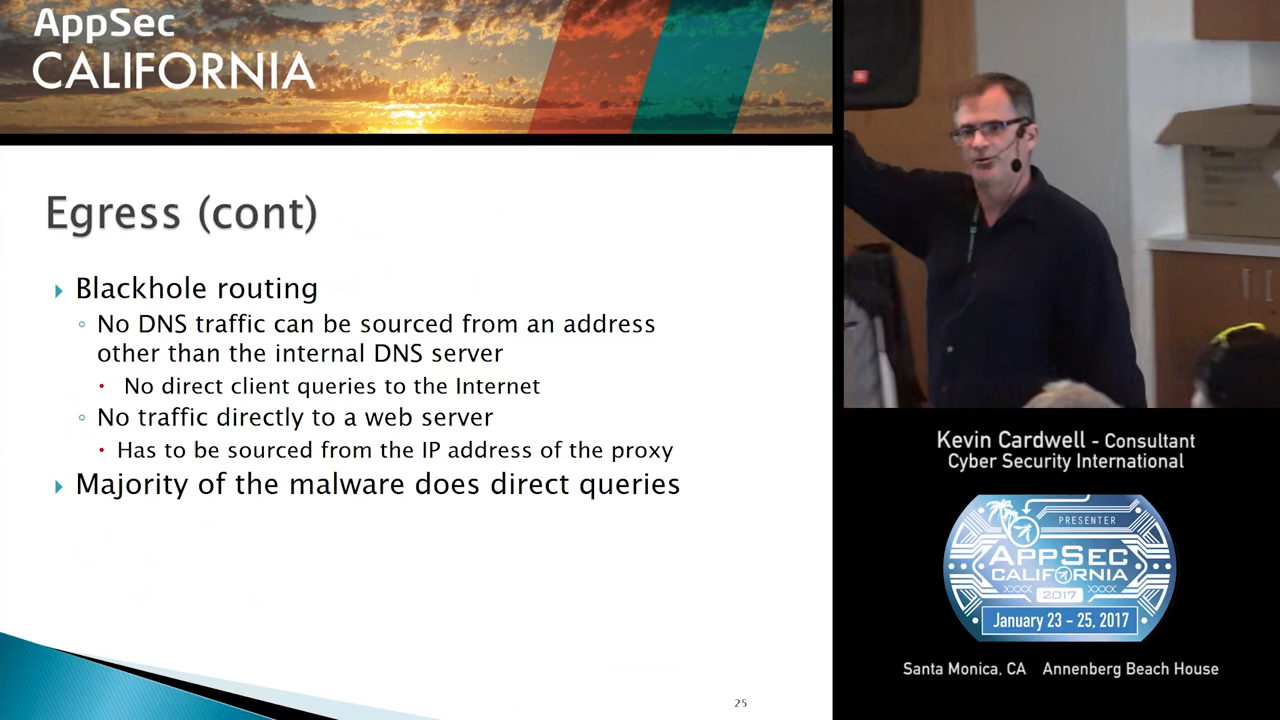 AppSec
CALIFORNIA
Egress (cont)
Blackhole routing
No DNS traffic can be sourced from an address
other than the internal DNS server
No direct client queries to the Internet
No traffic directly to a web server
Has to be sourced from the IP address of the proxy
Majority of the malware does direct queries
25
Kevin Cardwell - Consultant
Cyber Security International
PRESENTER
APPSEC
CALIFORNIA
2017
January 23 - 25, 2017
Santa Monica, CA Annenberg Beach House